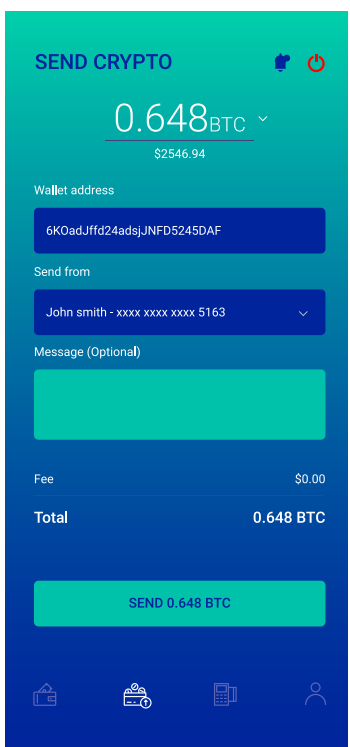 SEND CRYPTO
0.648BTC
$2546.94
Wallet address
6KOadJffd24adsjJNFD5245DAF
Send from
John smith - xxxx xxxx xxxx 5163
Message (Optional)
Fee $0.00
Total 0.648 BTC
SEND 0.648 BTC